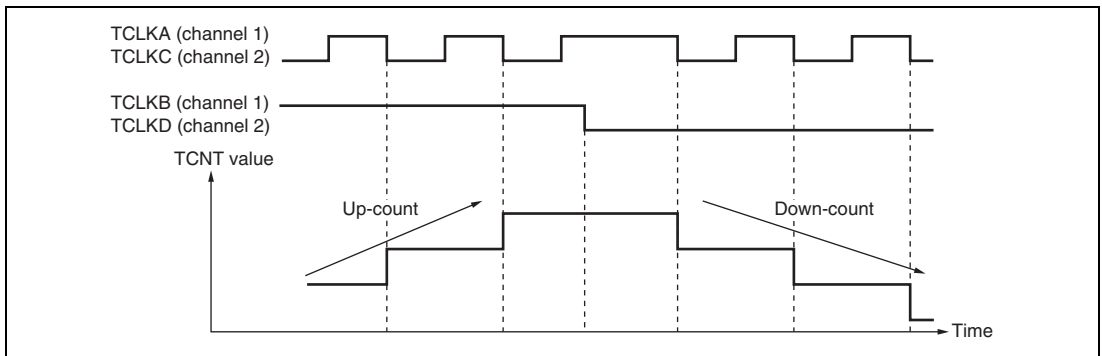 TCLKA (channel 1)
TCLKC (channel 2)
TCLKB (channel 1)
TCLKD (channel 2)
TCNT value
Up-count
Down-count
Time